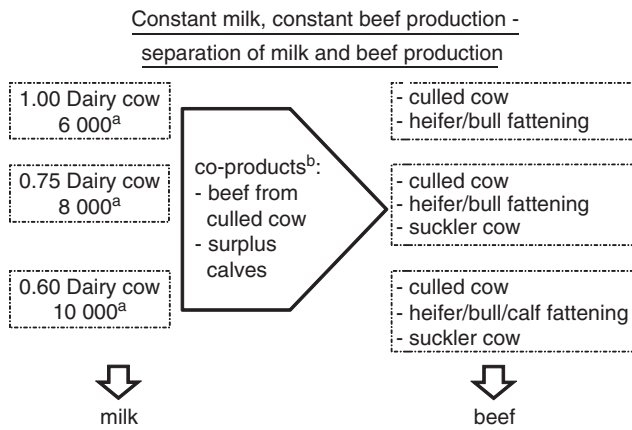 Constant milk, constant beef production -
separation of milk and beef production
1.00 Dairy cow
6 000ᵃ
0.75 Dairy cow
8 000ᵃ
0.60 Dairy cow
10 000ᵃ
co-productsᵇ:
- beef from
culled cow
- surplus
calves
- culled cow
- heifer/bull fattening
- culled cow
- heifer/bull fattening
- suckler cow
- culled cow
- heifer/bull/calf fattening
- suckler cow
milk
beef